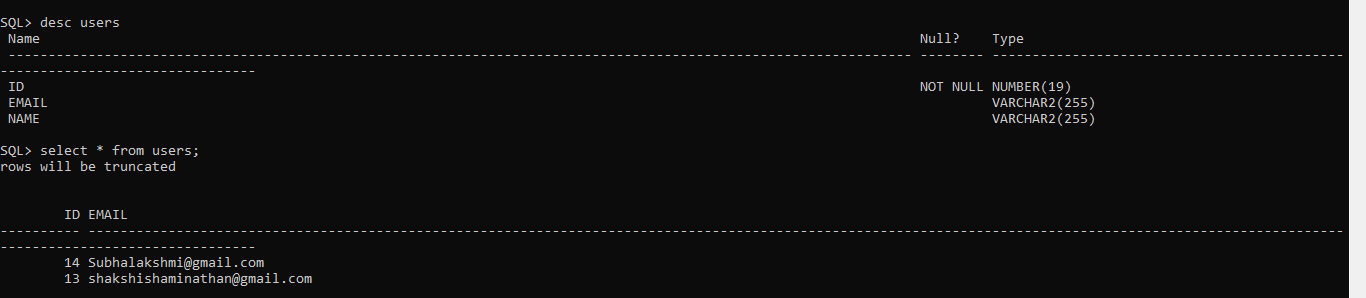 SQL> desc users
Name Null? Type
----------------------------------------------------------------------------------------------------------------- -------- --------------------------------------------
--------------------------------
ID NOT NULL NUMBER(19)
EMAIL VARCHAR2(255)
NAME VARCHAR2(255)
SQL> select * from users;
rows will be truncated
ID EMAIL
---------- -------------------------------------------------------------------------------------------------------------------------------------------------------------
--------------------------------
14 Subhalakshmi@gmail.com
13 shakshishaminathan@gmail.com